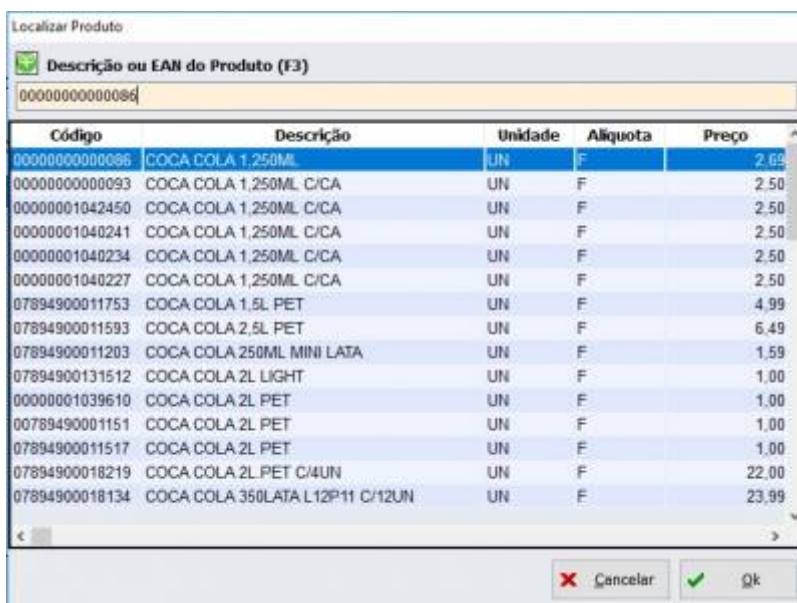 Localizar Produto
Descrição ou EAN do Produto (F3)
00000000000086
Código Descrição Unidade Alíquota Preço
00000000000086 COCA COLA 1,250ML UN F 2,69
00000000000093 COCA COLA 1,250ML C/CA UN F 2,50
00000001042450 COCA COLA 1,250ML C/CA UN F 2,50
00000001040241 COCA COLA 1,250ML C/CA UN F 2,50
00000001040234 COCA COLA 1,250ML C/CA UN F 2,50
00000001040227 COCA COLA 1,250ML C/CA UN F 2,50
07894900011753 COCA COLA 1,5L PET UN F 4,99
07894900011593 COCA COLA 2,5L PET UN F 6,49
07894900011203 COCA COLA 250ML MINI LATA UN F 1,59
07894900131512 COCA COLA 2L LIGHT UN F 1,00
00000001039610 COCA COLA 2L PET UN F 1,00
00789490001151 COCA COLA 2L PET UN F 1,00
07894900011517 COCA COLA 2L PET UN F 1,00
07894900018219 COCA COLA 2L.PET C/4UN UN F 22,00
07894900018134 COCA COLA 350LATA L12P11 C/12UN UN F 23,99
Cancelar Ok